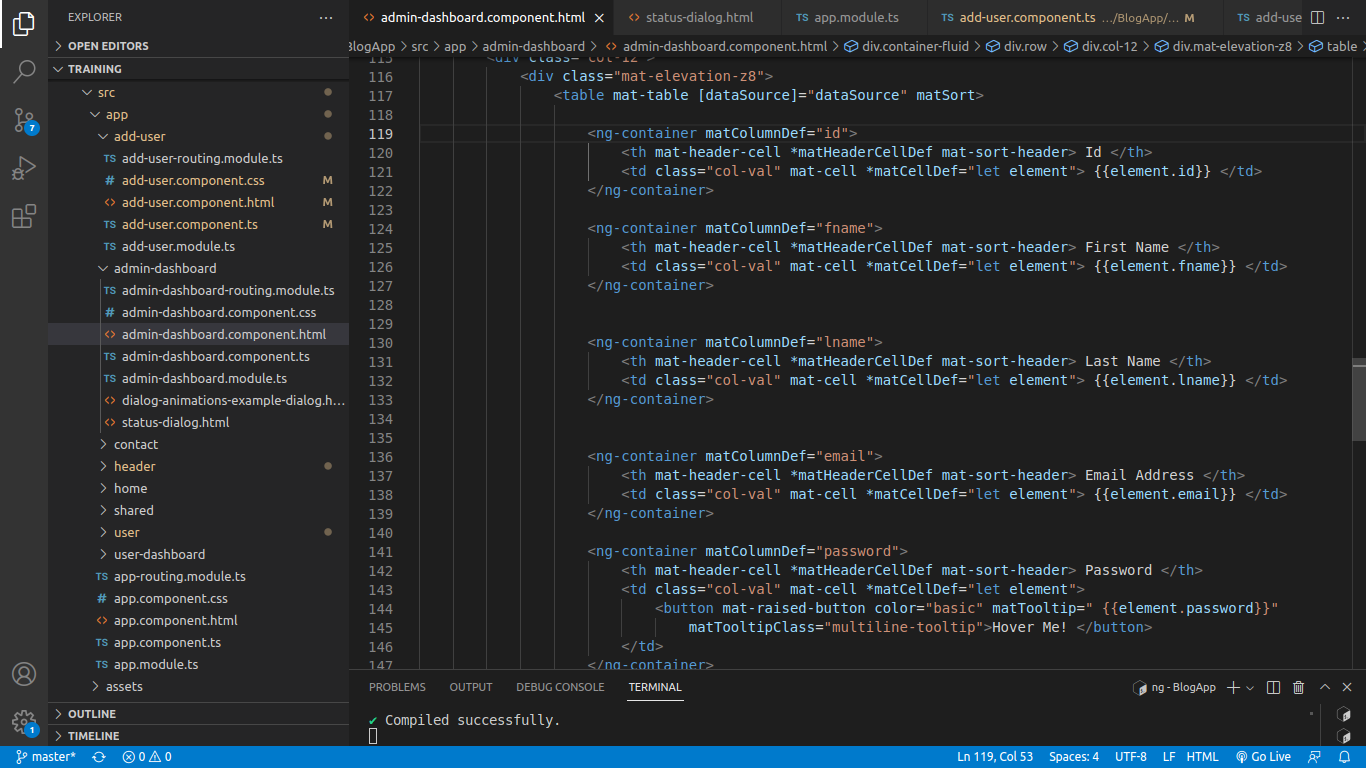 EXPLORER
OPEN EDITORS
TRAINING
src
app
add-user
TS add-user-routing.module.ts
# add-user.component.css M
<> add-user.component.html M
TS add-user.component.ts M
TS add-user.module.ts
admin-dashboard
TS admin-dashboard-routing.module.ts
# admin-dashboard.component.css
<> admin-dashboard.component.html
TS admin-dashboard.component.ts
TS admin-dashboard.module.ts
<> dialog-animations-example-dialog.h...
<> status-dialog.html
contact
header
home
shared
user
user-dashboard
TS app-routing.module.ts
# app.component.css
<> app.component.html
TS app.component.ts
TS app.module.ts
assets
OUTLINE
TIMELINE
7
1
<> admin-dashboard.component.html × <> status-dialog.html TS app.module.ts TS add-user.component.ts .../BlogApp/... M TS add-use
BlogApp > src > app > admin-dashboard > <> admin-dashboard.component.html > div.container-fluid > div.row > div.col-12 > div.mat-elevation-z8 > table >
115 <div class="col-12">
116 <div class="mat-elevation-z8">
117 <table mat-table [dataSource]="dataSource" matSort>
118
119 <ng-container matColumnDef="id">
120 <th mat-header-cell *matHeaderCellDef mat-sort-header> Id </th>
121 <td class="col-val" mat-cell *matCellDef="let element"> {{element.id}} </td>
122 </ng-container>
123
124 <ng-container matColumnDef="fname">
125 <th mat-header-cell *matHeaderCellDef mat-sort-header> First Name </th>
126 <td class="col-val" mat-cell *matCellDef="let element"> {{element.fname}} </td>
127 </ng-container>
128
129
130 <ng-container matColumnDef="lname">
131 <th mat-header-cell *matHeaderCellDef mat-sort-header> Last Name </th>
132 <td class="col-val" mat-cell *matCellDef="let element"> {{element.lname}} </td>
133 </ng-container>
134
135
136 <ng-container matColumnDef="email">
137 <th mat-header-cell *matHeaderCellDef mat-sort-header> Email Address </th>
138 <td class="col-val" mat-cell *matCellDef="let element"> {{element.email}} </td>
139 </ng-container>
140
141 <ng-container matColumnDef="password">
142 <th mat-header-cell *matHeaderCellDef mat-sort-header> Password </th>
143 <td class="col-val" mat-cell *matCellDef="let element">
144 <button mat-raised-button color="basic" matTooltip=" {{element.password}}"
145 matTooltipClass="multiline-tooltip">Hover Me! </button>
146 </td>
147 </ng-container>
PROBLEMS OUTPUT DEBUG CONSOLE TERMINAL ng - BlogApp
✔ Compiled successfully.
master* 0 0 Ln 119, Col 53 Spaces: 4 UTF-8 LF HTML Go Live